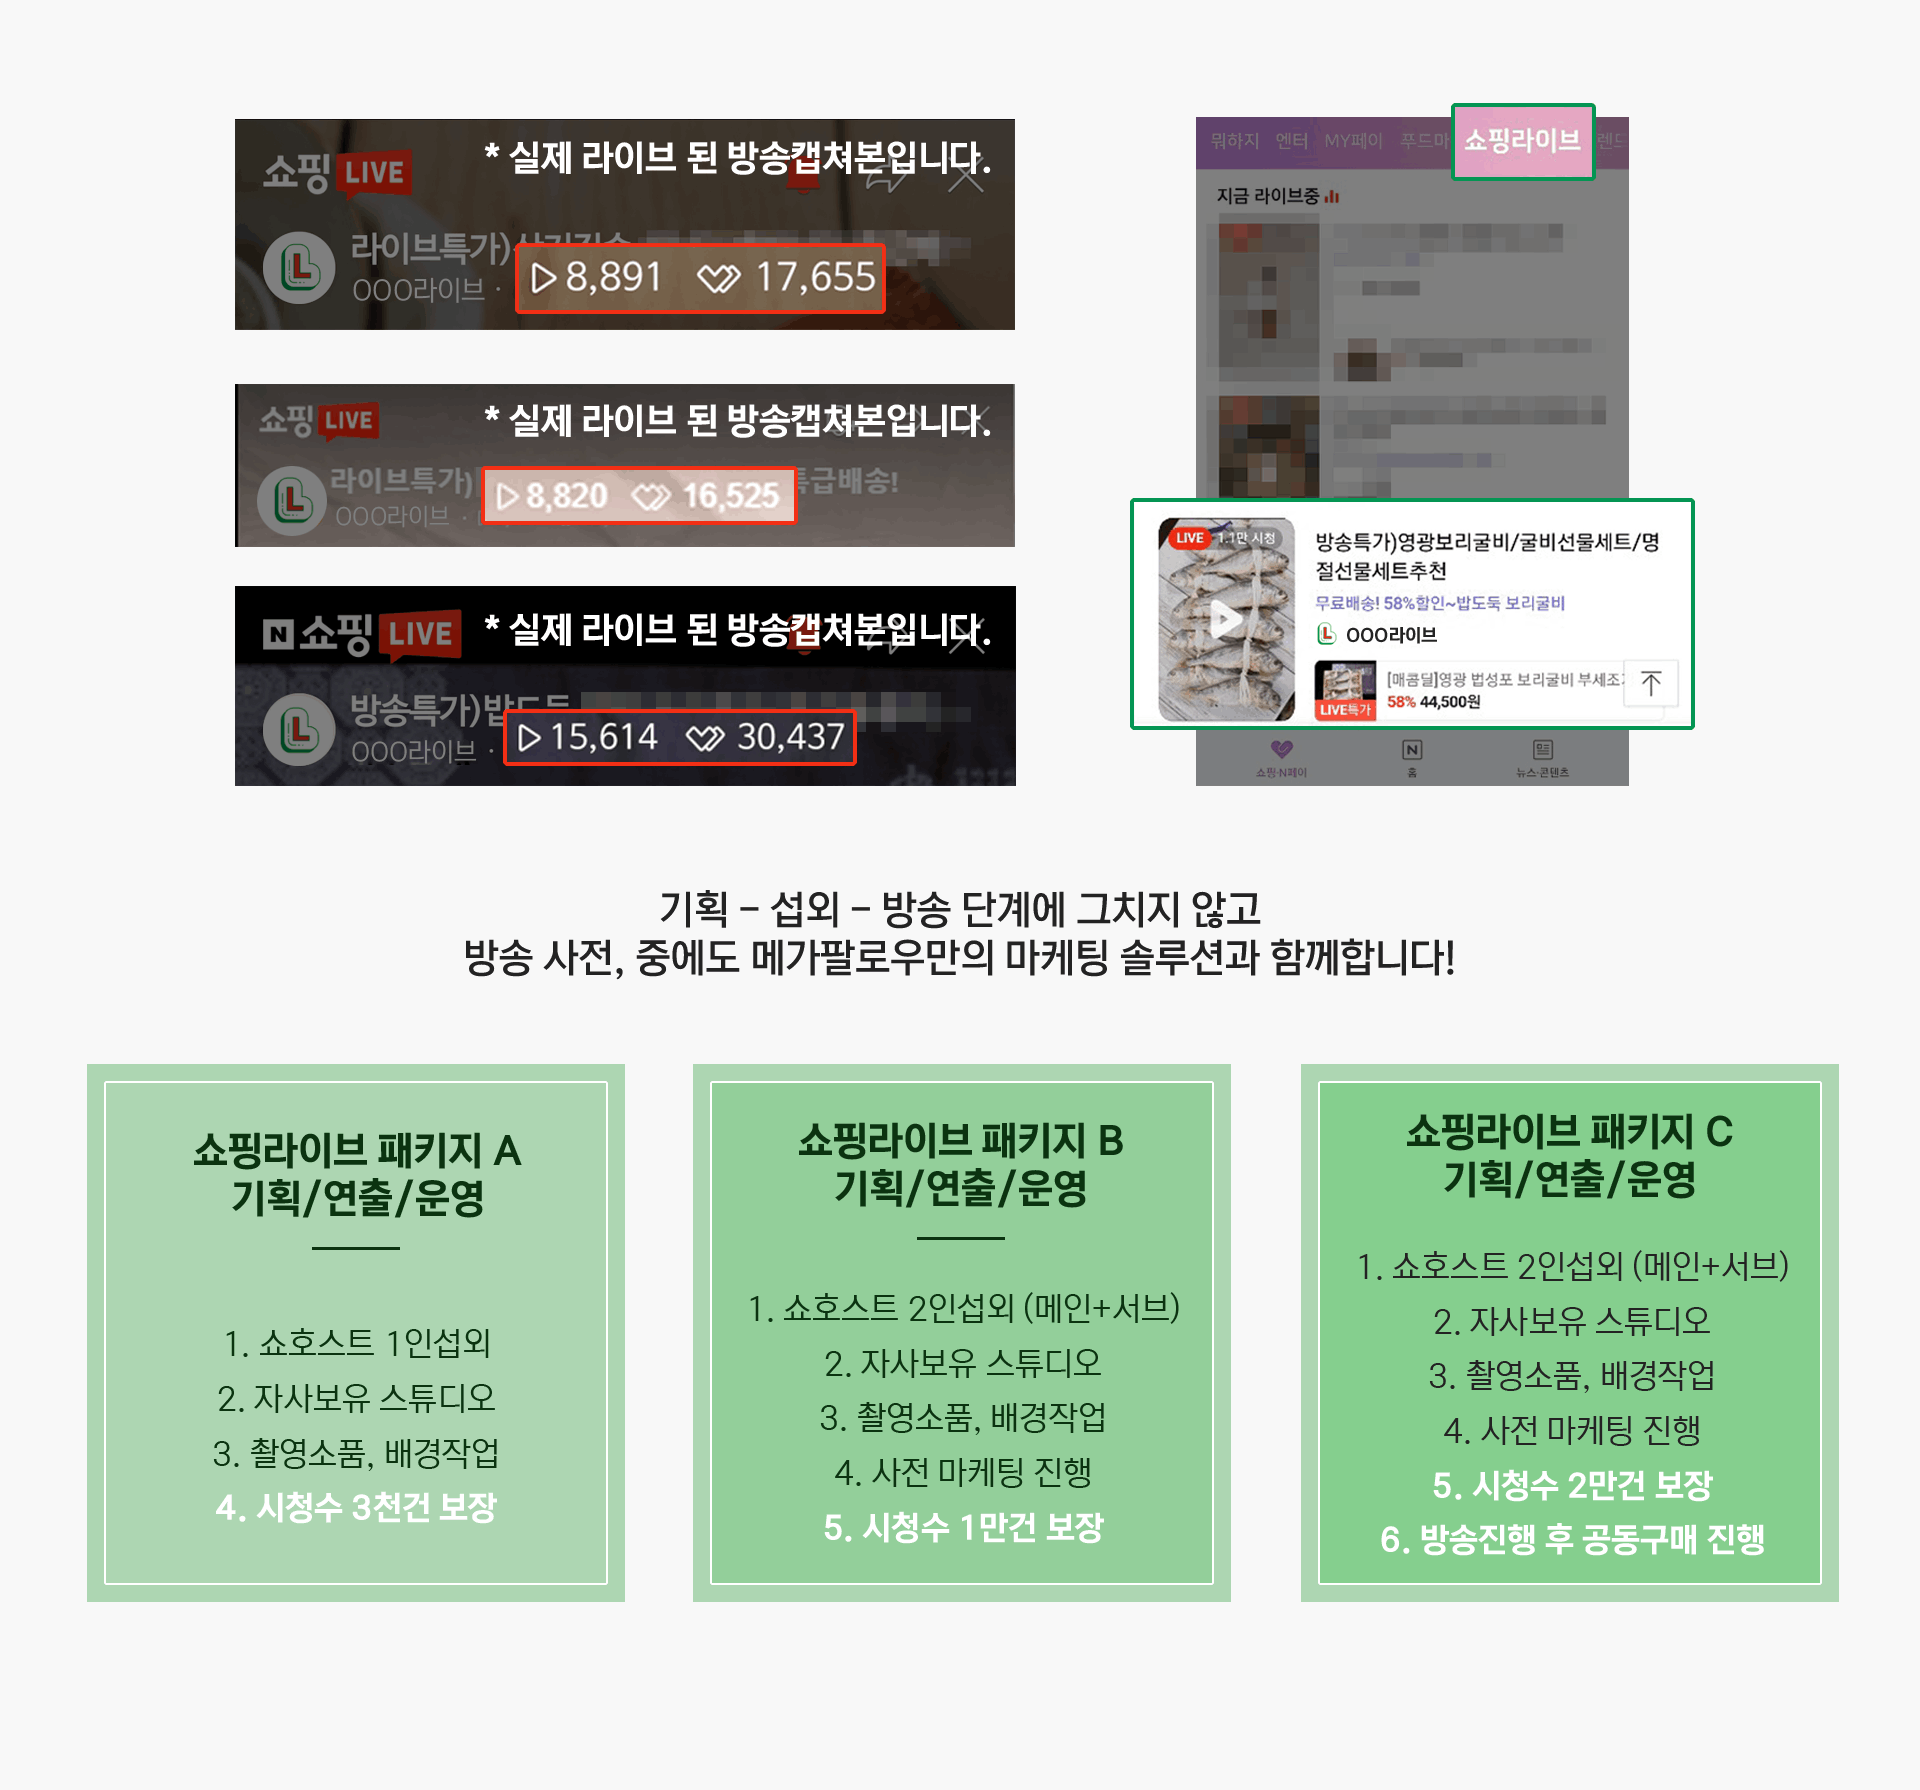 쇼핑 LIVE
* 실제 라이브 된 방송캡쳐본입니다.
라이브특가)
OOO라이브 ·
8,891 17,655
쇼핑 LIVE
* 실제 라이브 된 방송캡쳐본입니다.
라이브특가) 특급배송!
OOO라이브 ·
8,820 16,525
N 쇼핑 LIVE
* 실제 라이브 된 방송캡쳐본입니다.
방송특가)밥도둑
OOO라이브 ·
15,614 30,437
뭐하지 엔터 MY페이 푸드마 쇼핑라이브 렌드
지금 라이브중
LIVE 1.1만 시청
방송특가)영광보리굴비/굴비선물세트/명
절선물세트추천
무료배송! 58%할인~밥도둑 보리굴비
OOO라이브
[매콤딜]영광 법성포 보리굴비 부세조기
58% 44,500원
LIVE특가
쇼핑·N페이
N
홈
뉴스·콘텐츠
기획 – 섭외 – 방송 단계에 그치지 않고
방송 사전, 중에도 메가팔로우만의 마케팅 솔루션과 함께합니다!
쇼핑라이브 패키지 A
기획/연출/운영
1. 쇼호스트 1인섭외
2. 자사보유 스튜디오
3. 촬영소품, 배경작업
4. 시청수 3천건 보장
쇼핑라이브 패키지 B
기획/연출/운영
1. 쇼호스트 2인섭외 (메인+서브)
2. 자사보유 스튜디오
3. 촬영소품, 배경작업
4. 사전 마케팅 진행
5. 시청수 1만건 보장
쇼핑라이브 패키지 C
기획/연출/운영
1. 쇼호스트 2인섭외 (메인+서브)
2. 자사보유 스튜디오
3. 촬영소품, 배경작업
4. 사전 마케팅 진행
5. 시청수 2만건 보장
6. 방송진행 후 공동구매 진행